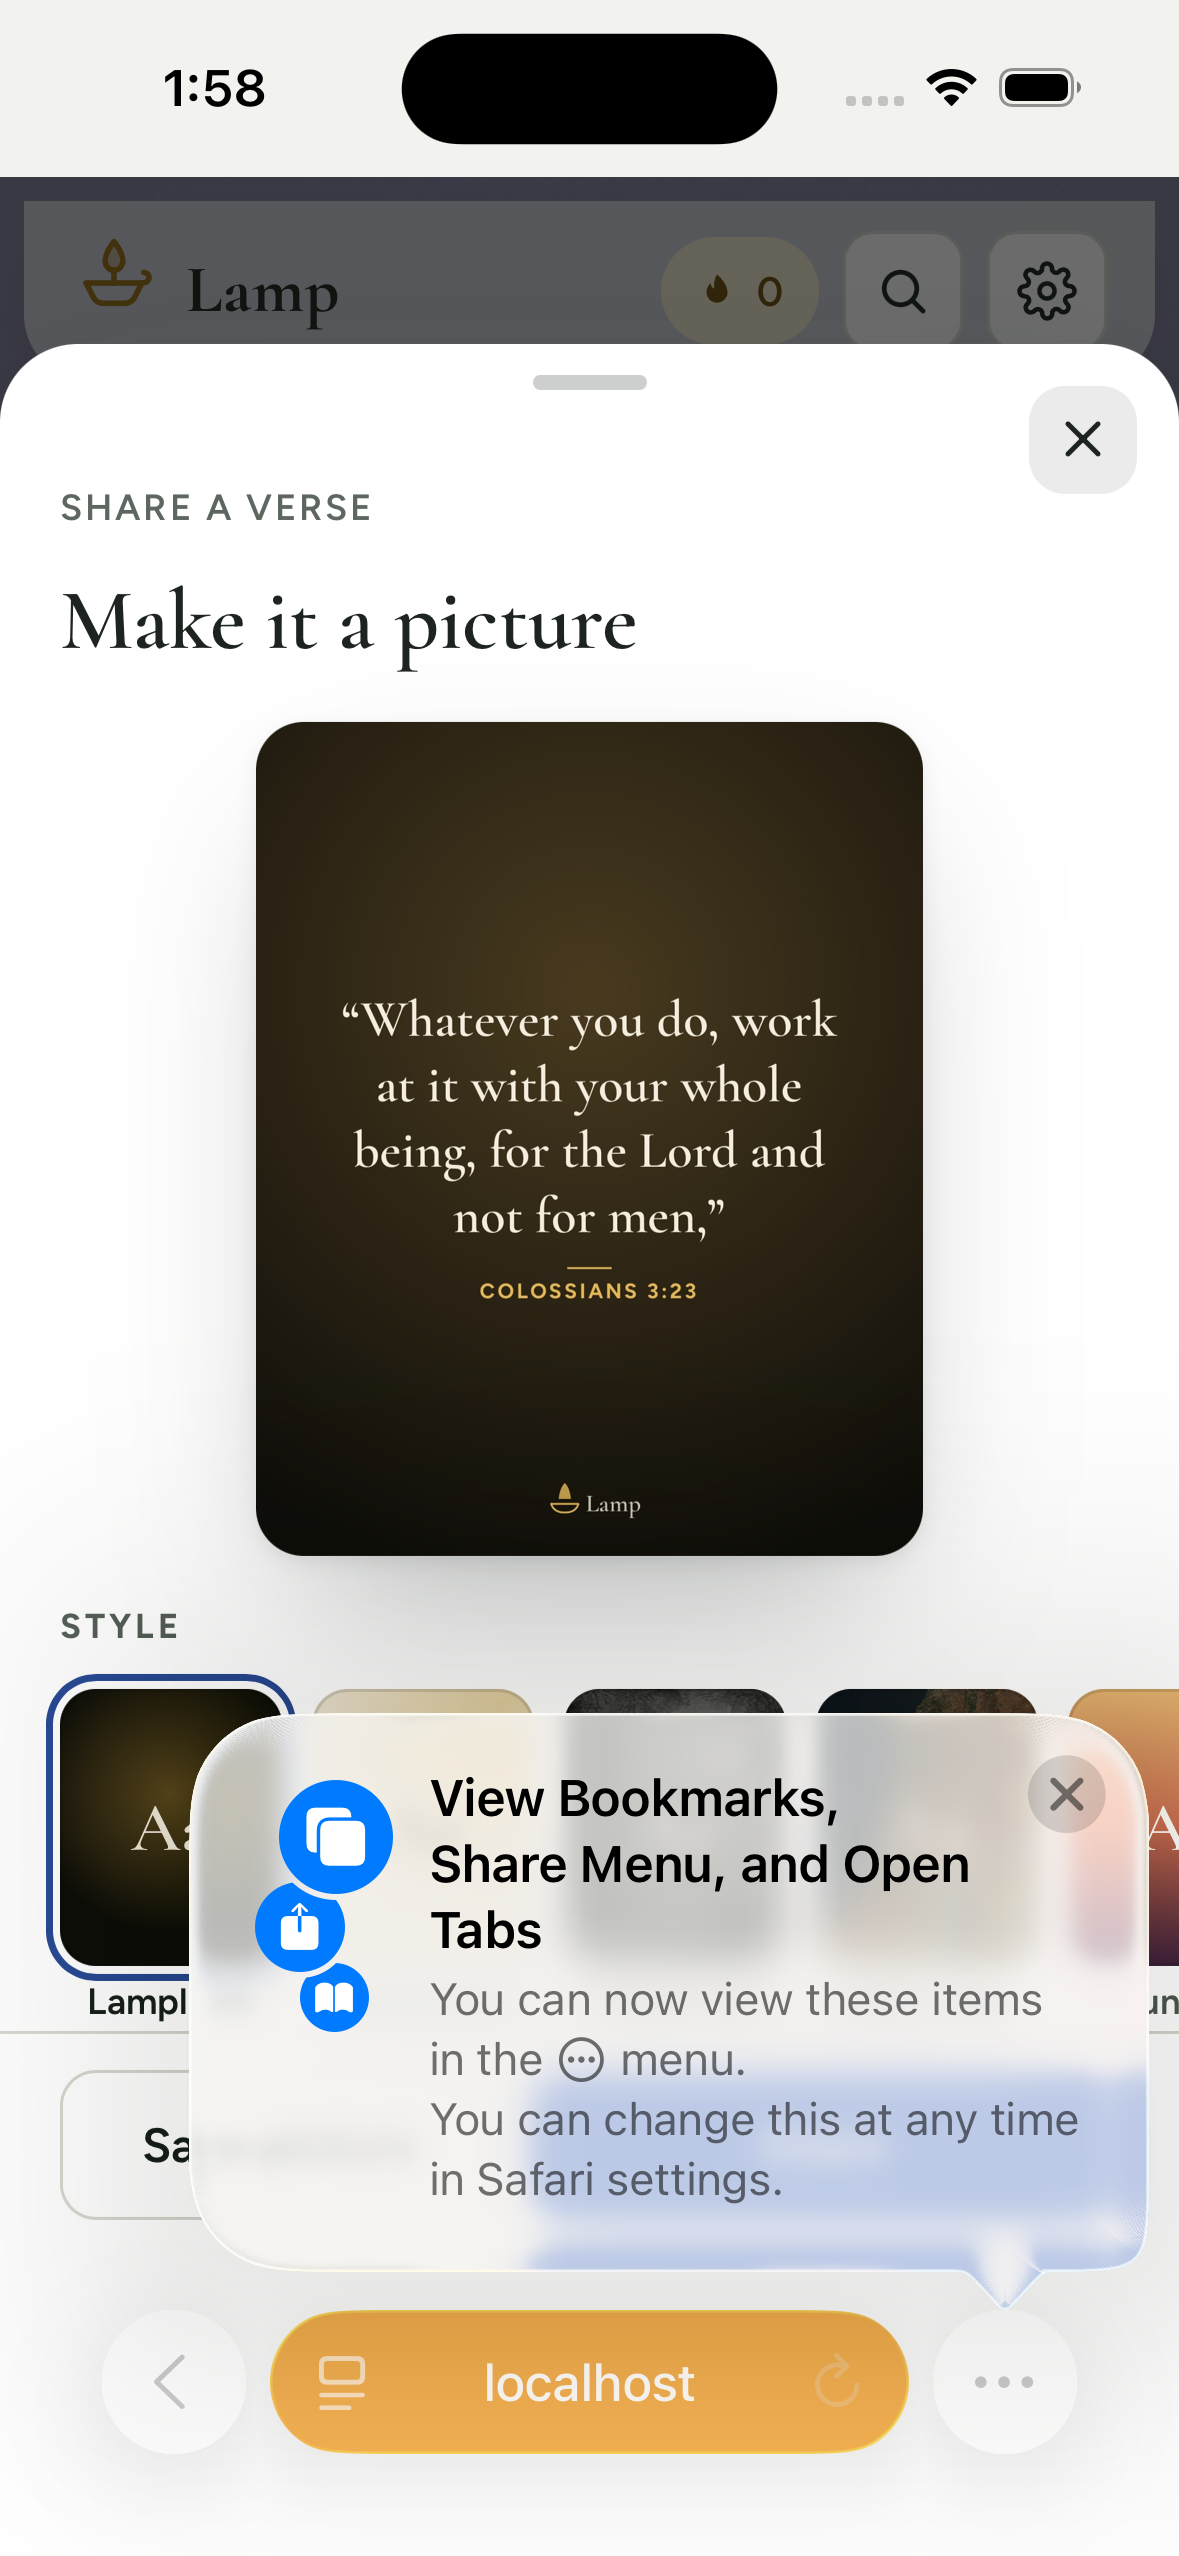 1:58
Lamp
0
SHARE A VERSE
Make it a picture
“Whatever you do, work
at it with your whole
being, for the Lord and
not for men,”
COLOSSIANS 3:23
Lamp
STYLE
View Bookmarks,
Share Menu, and Open
Tabs
You can now view these items
in the ··· menu.
You can change this at any time
in Safari settings.
localhost